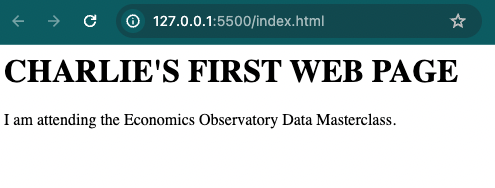 127.0.0.1:5500/index.html
CHARLIE'S FIRST WEB PAGE
I am attending the Economics Observatory Data Masterclass.